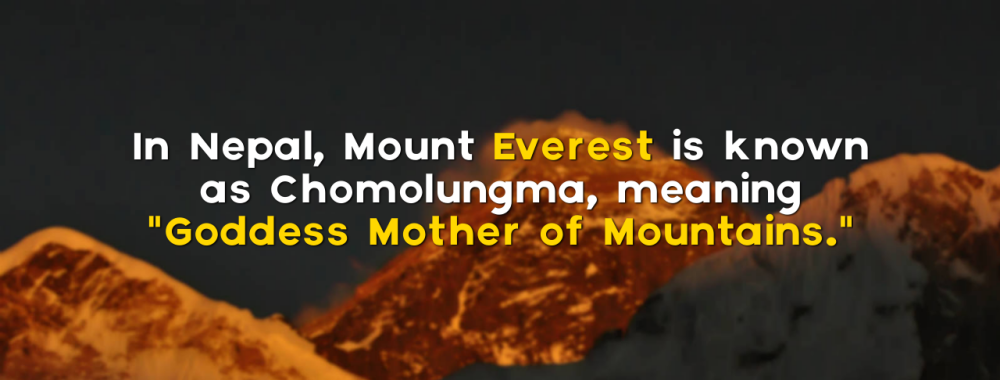 In Nepal, Mount Everest is known
as Chomolungma, meaning
"Goddess Mother of Mountains."